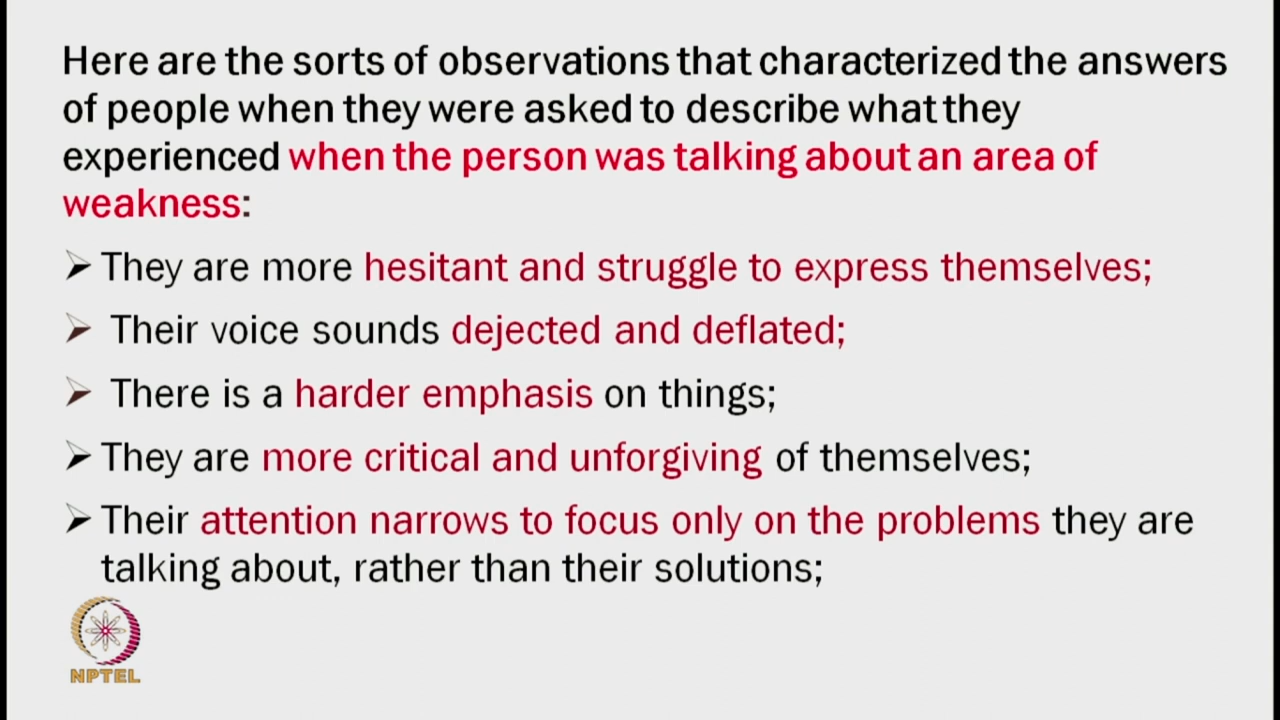 Here are the sorts of observations that characterized the answers
of people when they were asked to describe what they
experienced when the person was talking about an area of
weakness:
➢ They are more hesitant and struggle to express themselves;
➢ Their voice sounds dejected and deflated;
➢ There is a harder emphasis on things;
➢ They are more critical and unforgiving of themselves;
➢ Their attention narrows to focus only on the problems they are
talking about, rather than their solutions;
NPTEL